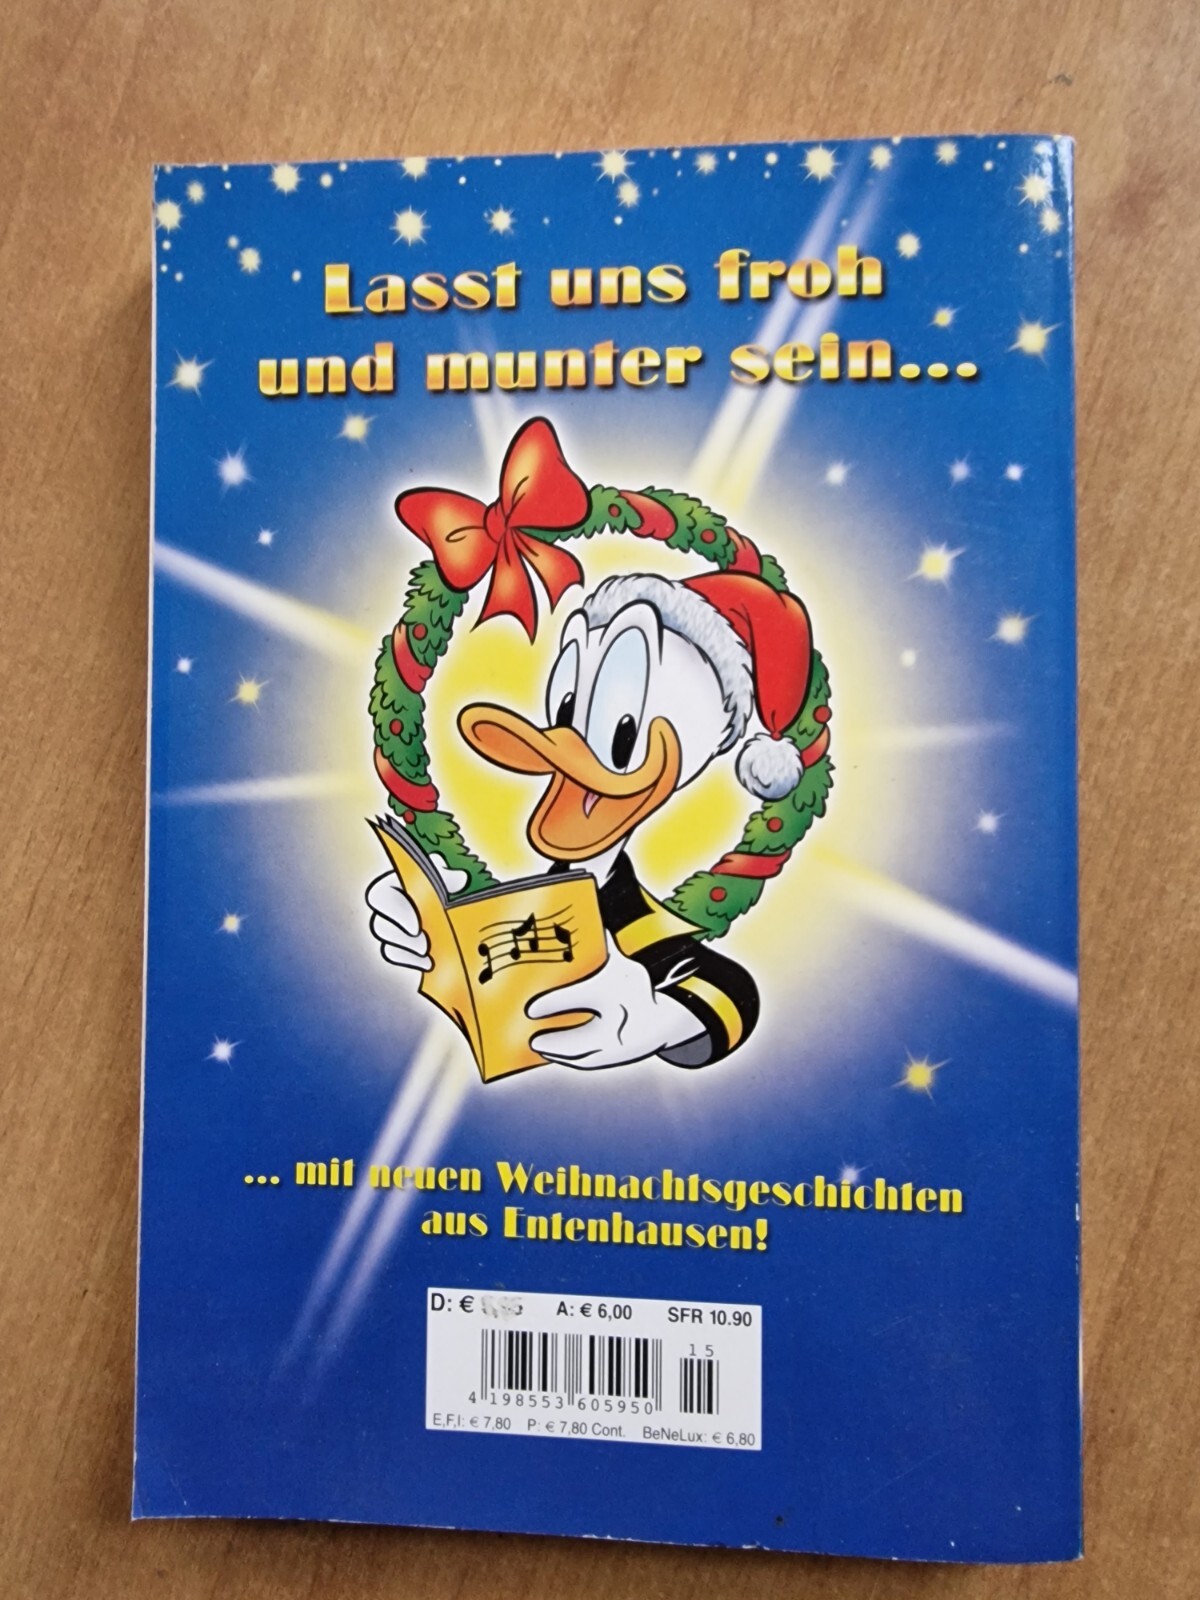 Lasst uns froh
und munter sein...
... mit neuen Weihnachtsgeschichten
aus Entenhausen!
D: € A: € 6,00 SFR 10.90
15
4 198553 605950
E,F,I: € 7,80 P: € 7,80 Cont. BeNeLux: € 6,80